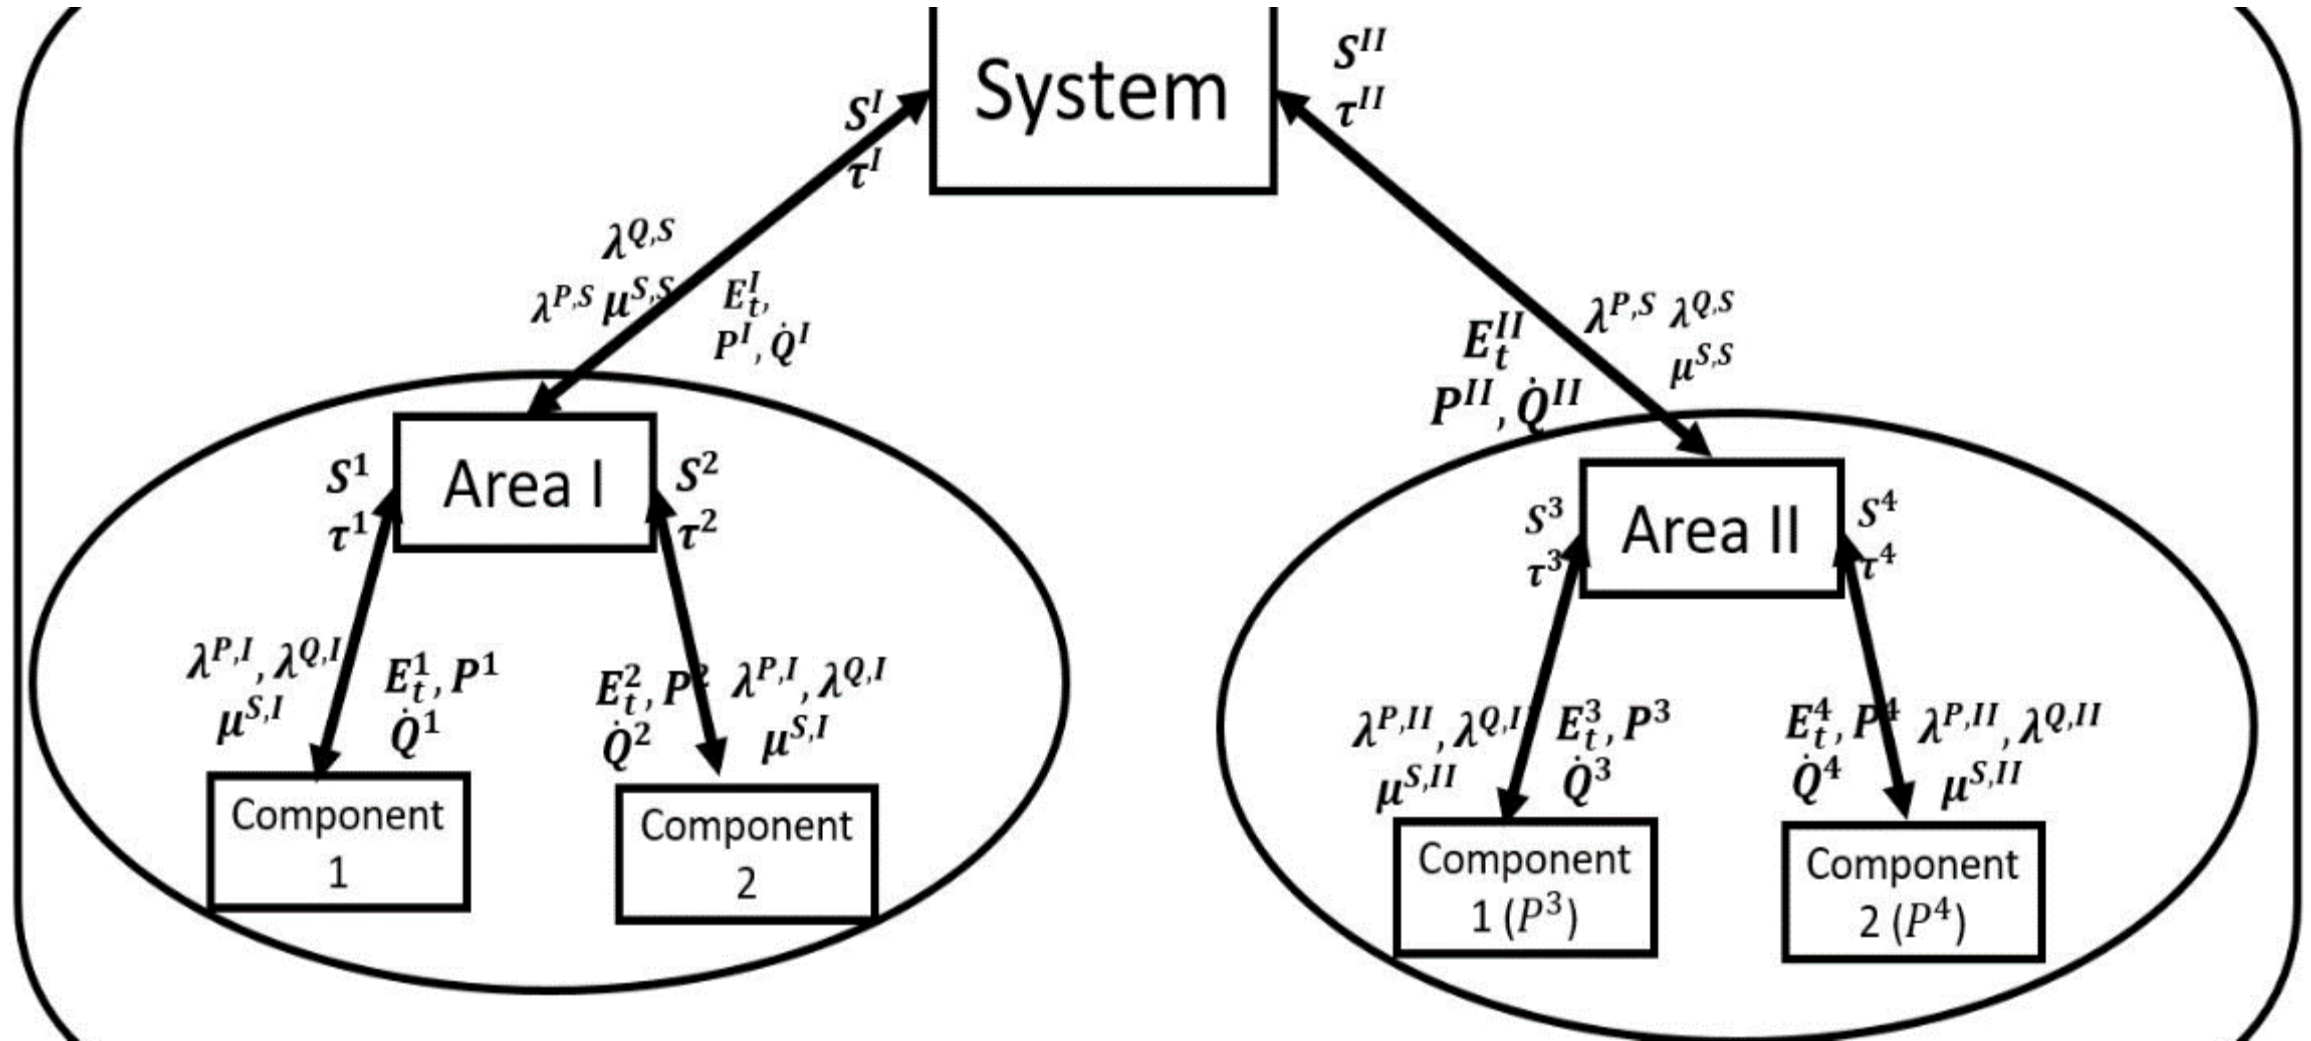 System
S^I
τ^I
S^{II}
τ^{II}
λ^{Q,S}
λ^{P,S} μ^{S,S}
E_t^I,
P^I, Q̇^I
E_t^{II}
P^{II}, Q̇^{II}
λ^{P,S} λ^{Q,S}
μ^{S,S}
Area I
S^1
τ^1
S^2
τ^2
λ^{P,I}, λ^{Q,I}
μ^{S,I}
E_t^1, P^1
Q̇^1
E_t^2, P^2
Q̇^2
λ^{P,I}, λ^{Q,I}
μ^{S,I}
Component
1
Component
2
Area II
S^3
τ^3
S^4
τ^4
λ^{P,II}, λ^{Q,II}
μ^{S,II}
E_t^3, P^3
Q̇^3
E_t^4, P^4
Q̇^4
λ^{P,II}, λ^{Q,II}
μ^{S,II}
Component
1 (P^3)
Component
2 (P^4)